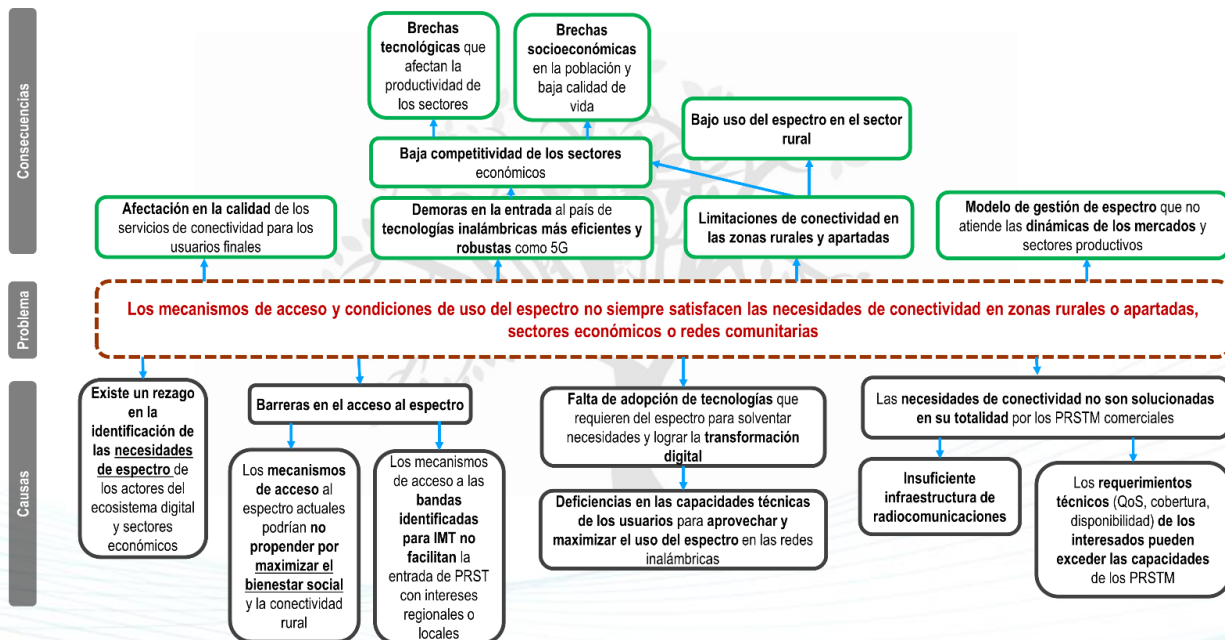 Consecuencias
Brechas
tecnológicas que
afectan la
productividad de
los sectores
Brechas
socioeconómicas
en la población y
baja calidad de
vida
Bajo uso del espectro en el sector
rural
Baja competitividad de los sectores
económicos
Afectación en la calidad de los
servicios de conectividad para los
usuarios finales
Demoras en la entrada al país de
tecnologías inalámbricas más eficientes y
robustas como 5G
Limitaciones de conectividad en
las zonas rurales y apartadas
Modelo de gestión de espectro que no
atiende las dinámicas de los mercados y
sectores productivos
Problema
Los mecanismos de acceso y condiciones de uso del espectro no siempre satisfacen las necesidades de conectividad en zonas rurales o apartadas,
sectores económicos o redes comunitarias
Causas
Existe un rezago en la
identificación de
las necesidades
de espectro de
los actores del
ecosistema digital
y sectores
económicos
Barreras en el acceso al espectro
Los mecanismos
de acceso al
espectro actuales
podrían no
propender por
maximizar el
bienestar social
y la conectividad
rural
Los mecanismos
de acceso a las
bandas
identificadas
para IMT no
facilitan la
entrada de PRST
con intereses
regionales o
locales
Falta de adopción de tecnologías que
requieren del espectro para solventar
necesidades y lograr la transformación
digital
Deficiencias en las capacidades técnicas
de los usuarios para aprovechar y
maximizar el uso del espectro en las redes
inalámbricas
Las necesidades de conectividad no son solucionadas
en su totalidad por los PRSTM comerciales
Insuficiente
infraestructura de
radiocomunicaciones
Los requerimientos
técnicos (QoS, cobertura,
disponibilidad) de los
interesados pueden
exceder las capacidades
de los PRSTM